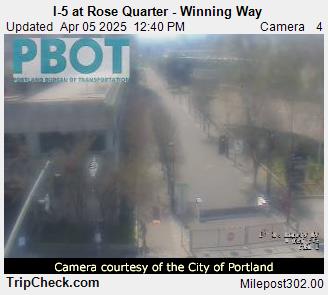 I-5 at Rose Quarter - Winning Way
Updated Apr 05 2025 12:40 PM Camera 4
PBOT
PORTLAND BUREAU OF TRANSPORTATION
Camera courtesy of the City of Portland
TripCheck.com Milepost302.00